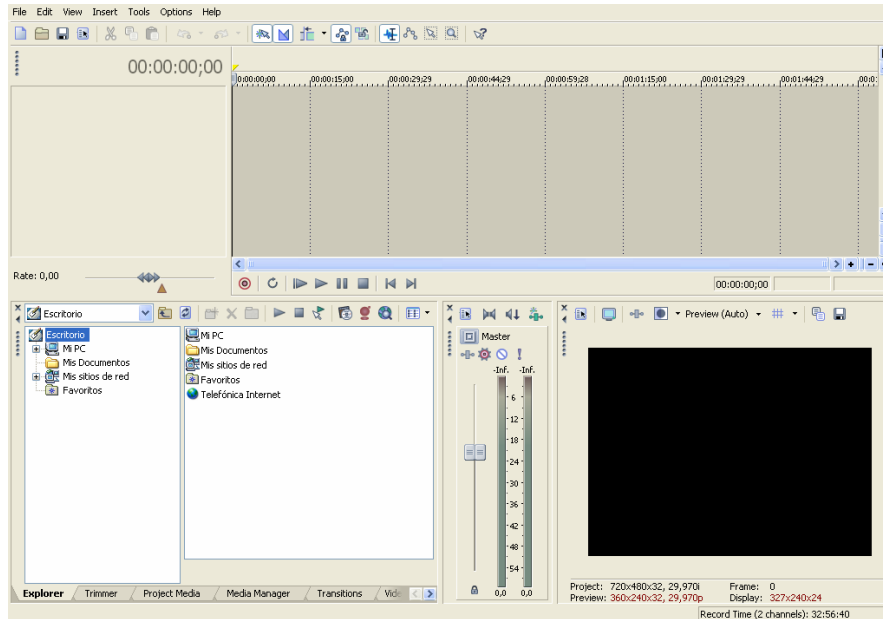 File Edit View Insert Tools Options Help
00:00:00;00
00:00:00;00 00:00:15;00 00:00:29;29 00:00:44;29 00:00:59;28 00:01:15;00 00:01:29;29 00:01:44;29 00:0
Rate: 0,00
00:00:00;00
Escritorio
Preview (Auto)
Escritorio
Mi PC
Mis Documentos
Mis sitios de red
Favoritos
Mi PC
Mis Documentos
Mis sitios de red
Favoritos
Telefónica Internet
Master
-Inf. -Inf.
- 6 -
-12 -
-18 -
-24 -
-30 -
-36 -
-42 -
-48 -
-54 -
0,0 0,0
Explorer Trimmer Project Media Media Manager Transitions Vide
Project: 720x480x32, 29,970i Frame: 0
Preview: 360x240x32, 29,970p Display: 327x240x24
Record Time (2 channels): 32:56:40